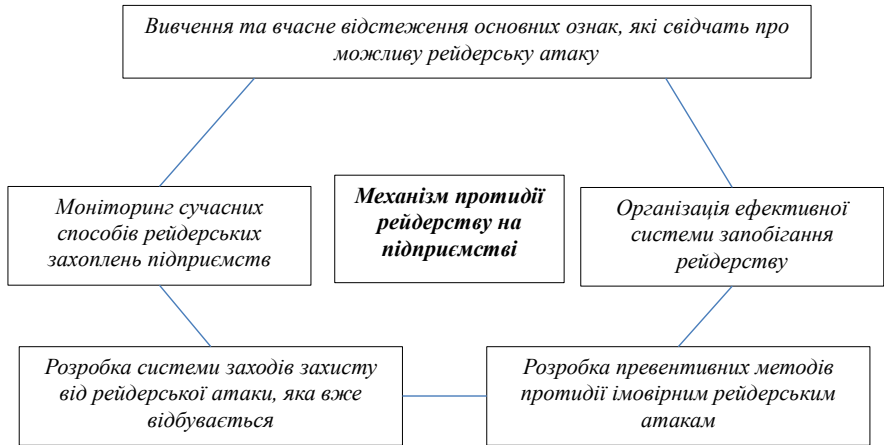 Вивчення та вчасне відстеження основних ознак, які свідчать про
можливу рейдерську атаку
Моніторинг сучасних
способів рейдерських
захоплень підприємств
Механізм протидії
рейдерству на
підприємстві
Організація ефективної
системи запобігання
рейдерству
Розробка системи заходів захисту
від рейдерської атаки, яка вже
відбувається
Розробка превентивних методів
протидії імовірним рейдерським
атакам